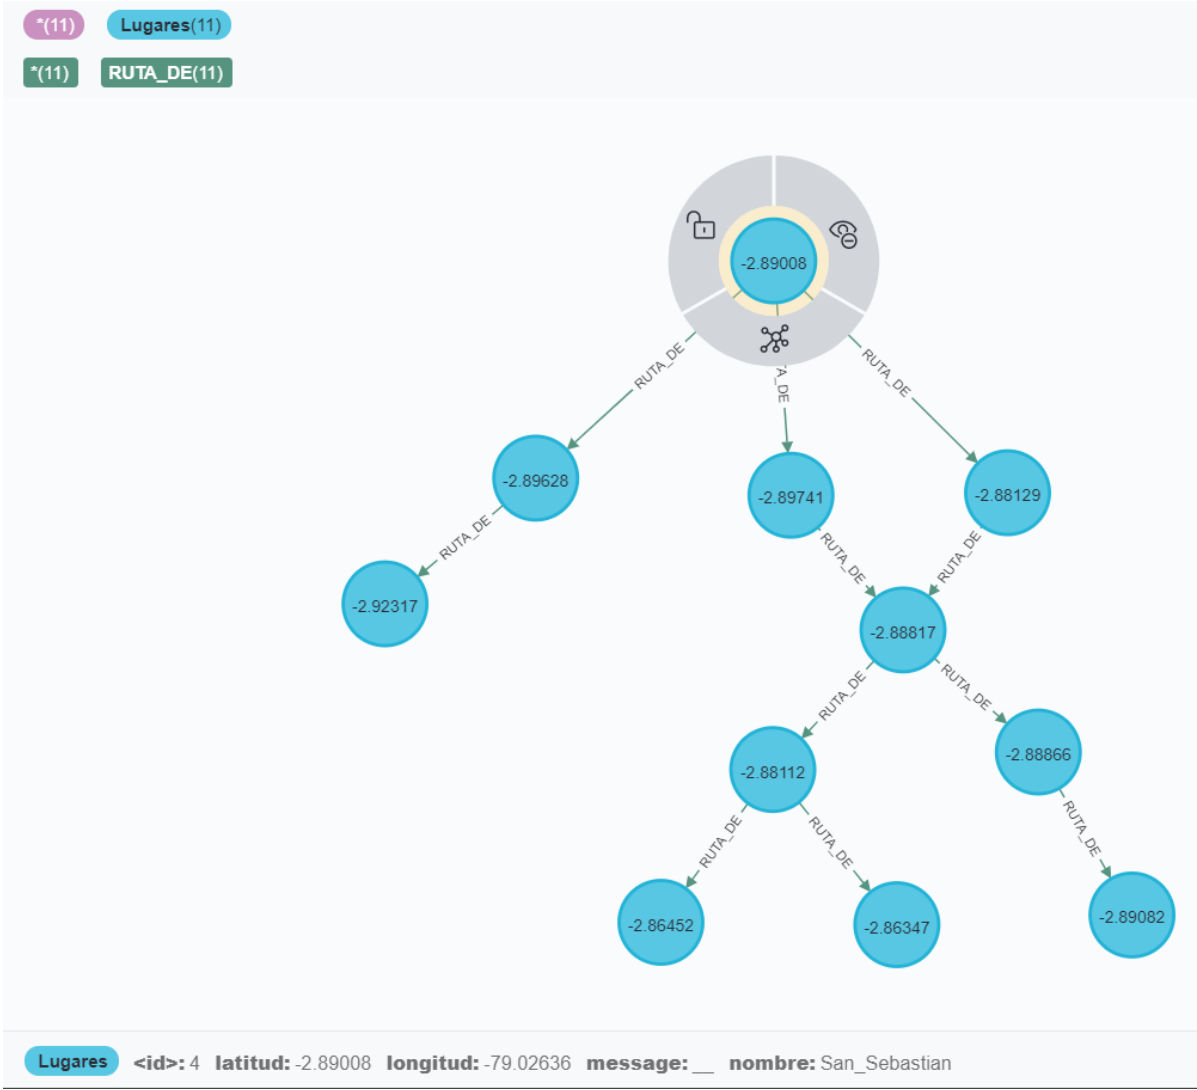 *(11) Lugares(11)
*(11) RUTA_DE(11)
-2.89008
RUTA_DE
A_DE
RUTA_DE
-2.89628
-2.89741
-2.88129
RUTA_DE
RUTA_DE
RUTA_DE
-2.92317
-2.88817
RUTA_DE
RUTA_DE
-2.88112
-2.88866
RUTA_DE
RUTA_DE
RUTA_DE
-2.86452
-2.86347
-2.89082
Lugares <id>: 4 latitud: -2.89008 longitud: -79.02636 message: __ nombre: San_Sebastian